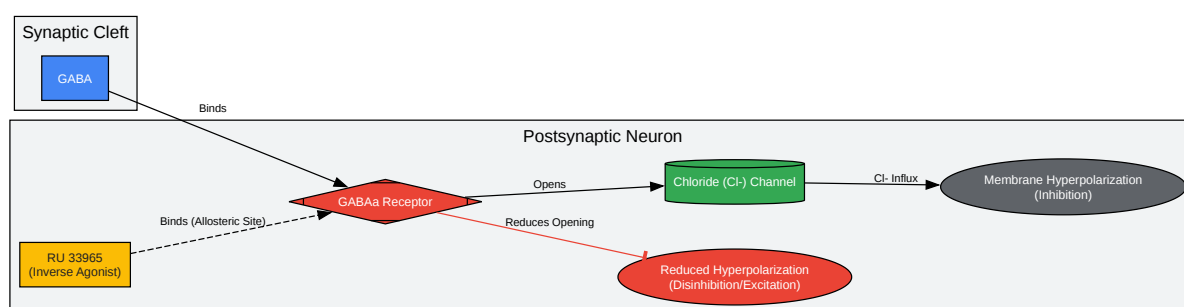 Synaptic Cleft
GABA
Binds
Postsynaptic Neuron
Opens
Chloride (Cl-) Channel
Cl- Influx
Membrane Hyperpolarization
(Inhibition)
GABAa Receptor
Binds (Allosteric Site)
Reduces Opening
RU 33965
(Inverse Agonist)
Reduced Hyperpolarization
(Disinhibition/Excitation)